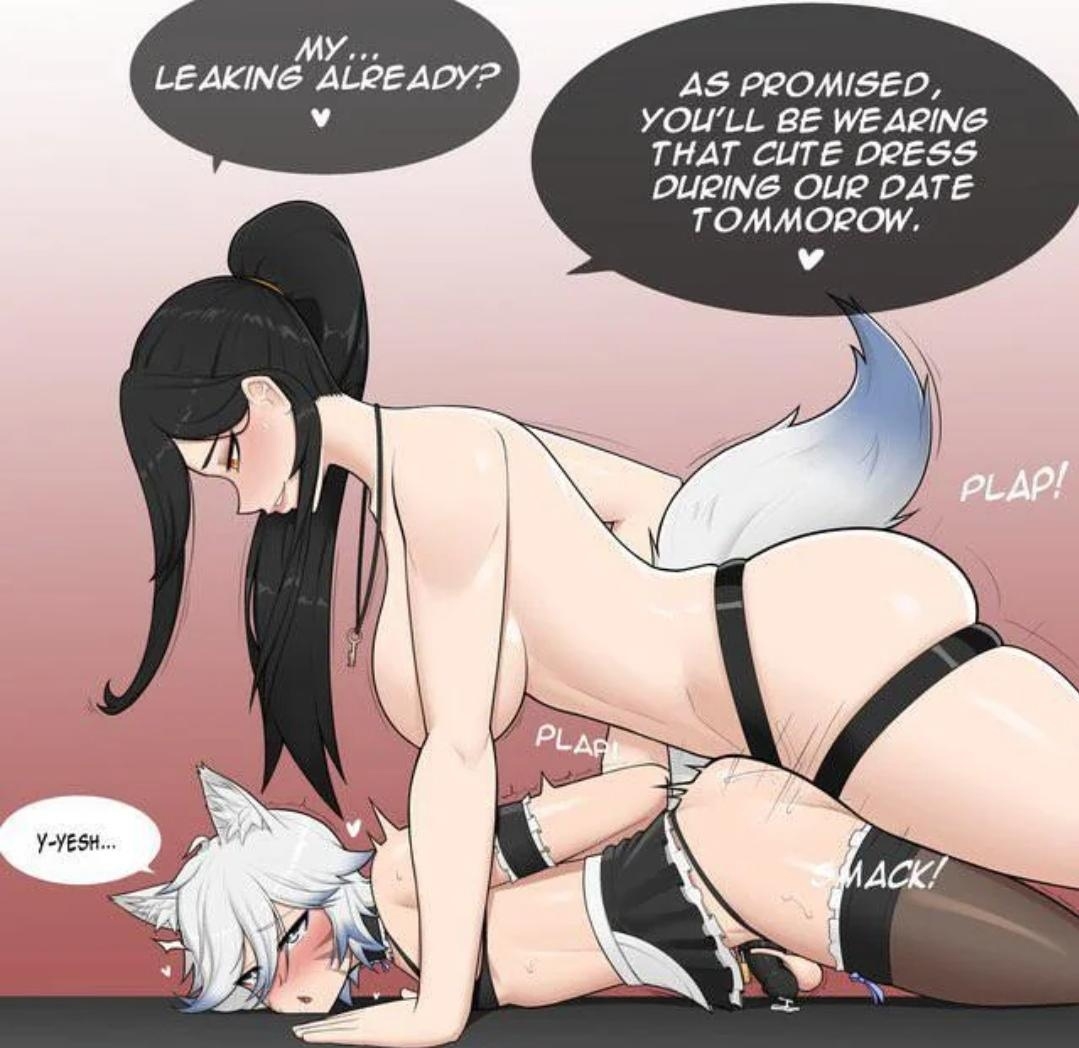 MY...
LEAKING ALREADY?
♥
AS PROMISED,
YOU'LL BE WEARING
THAT CUTE DRESS
DURING OUR DATE
TOMMOROW.
♥
PLAP!
PLAP!
Y-YESH...
SMACK!